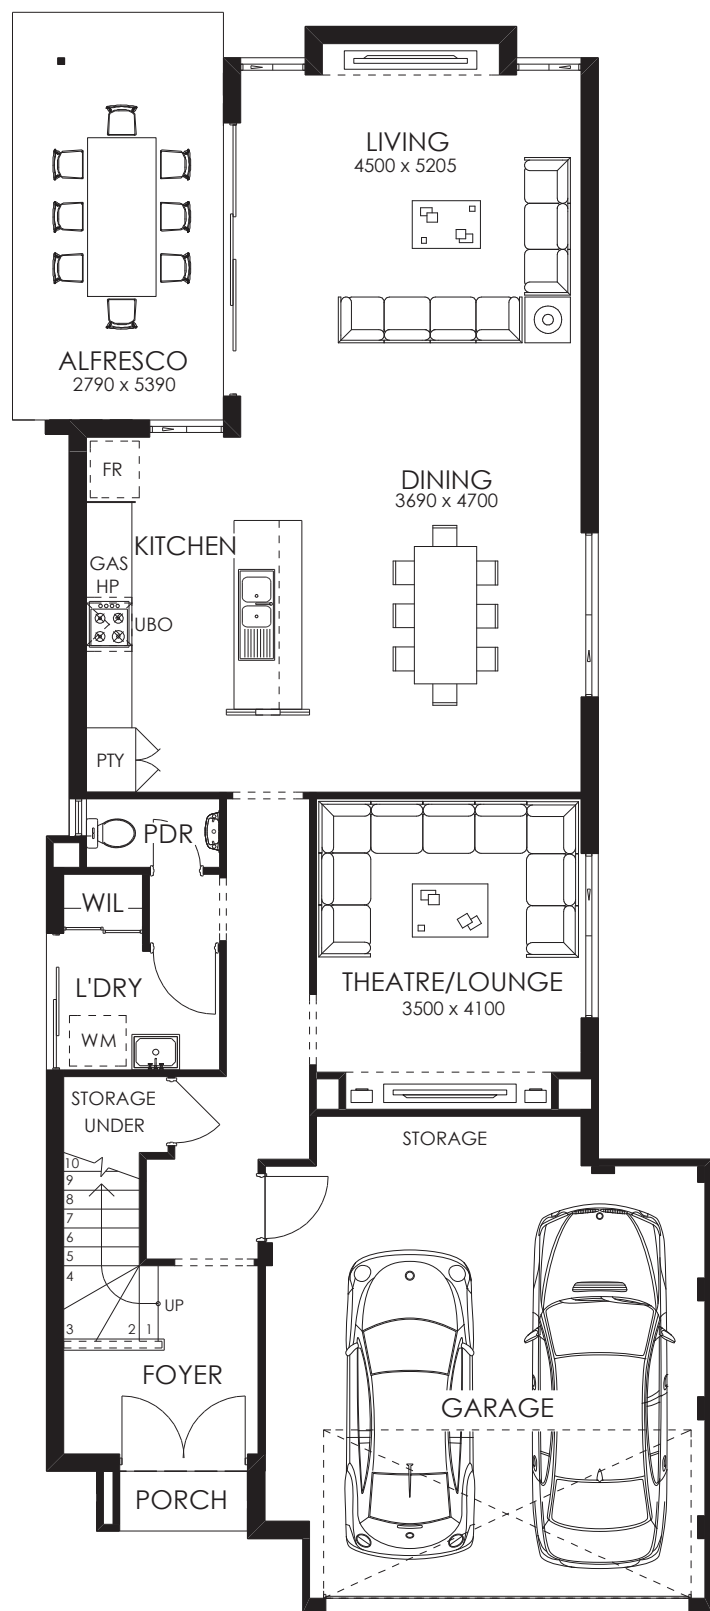 LIVING
4500 x 5205
ALFRESCO
2790 x 5390
FR
DINING
3690 x 4700
KITCHEN
GAS
HP
UBO
PTY
PDR
WIL
L'DRY
THEATRE/LOUNGE
3500 x 4100
WM
STORAGE
UNDER
STORAGE
10
9
8
7
6
5
4
3
2
1
UP
FOYER
GARAGE
PORCH